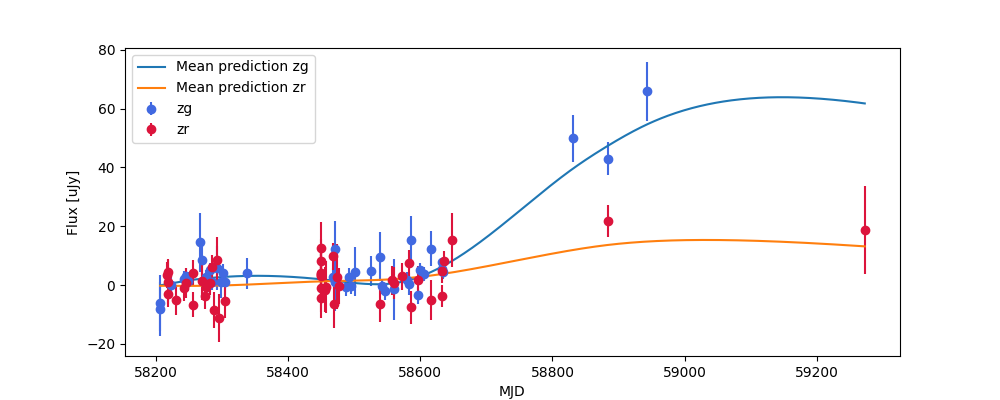 80
60
40
20
0
−20
Flux [uJy]
Mean prediction zg
Mean prediction zr
zg
zr
58200 58400 58600 58800 59000 59200
MJD